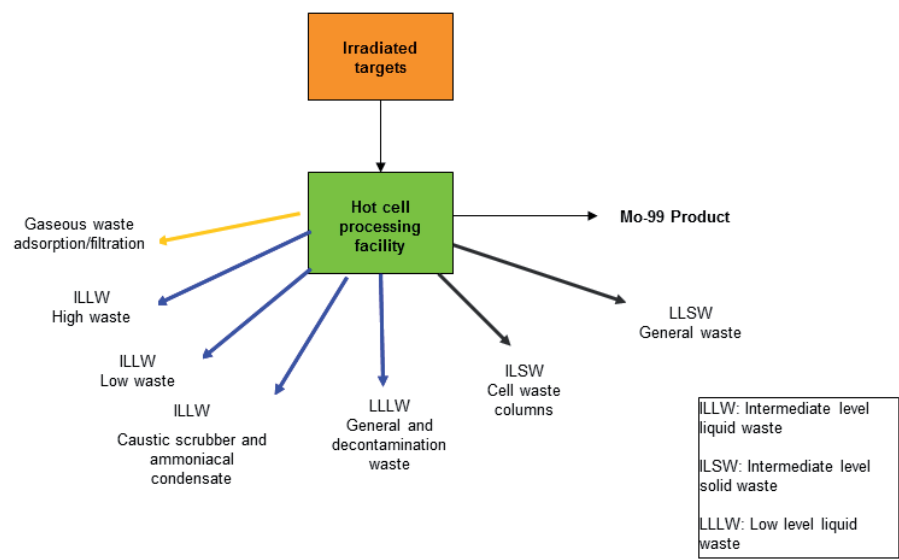 Irradiated
targets
Hot cell
processing
facility
Mo-99 Product
Gaseous waste
adsorption/filtration
ILLW
High waste
ILLW
Low waste
ILLW
Caustic scrubber and
ammoniacal
condensate
LLLW
General and
decontamination
waste
ILSW
Cell waste
columns
LLSW
General waste
ILLW: Intermediate level
liquid waste
ILSW: Intermediate level
solid waste
LLLW: Low level liquid
waste